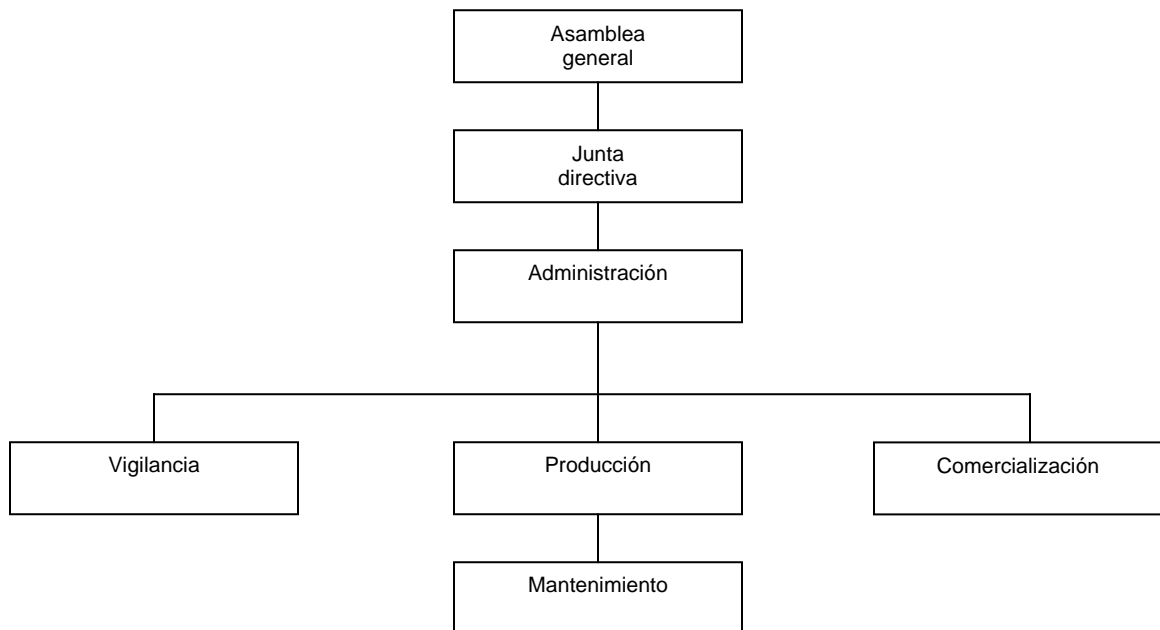 Asamblea
general
Junta
directiva
Administración
Vigilancia
Producción
Comercialización
Mantenimiento